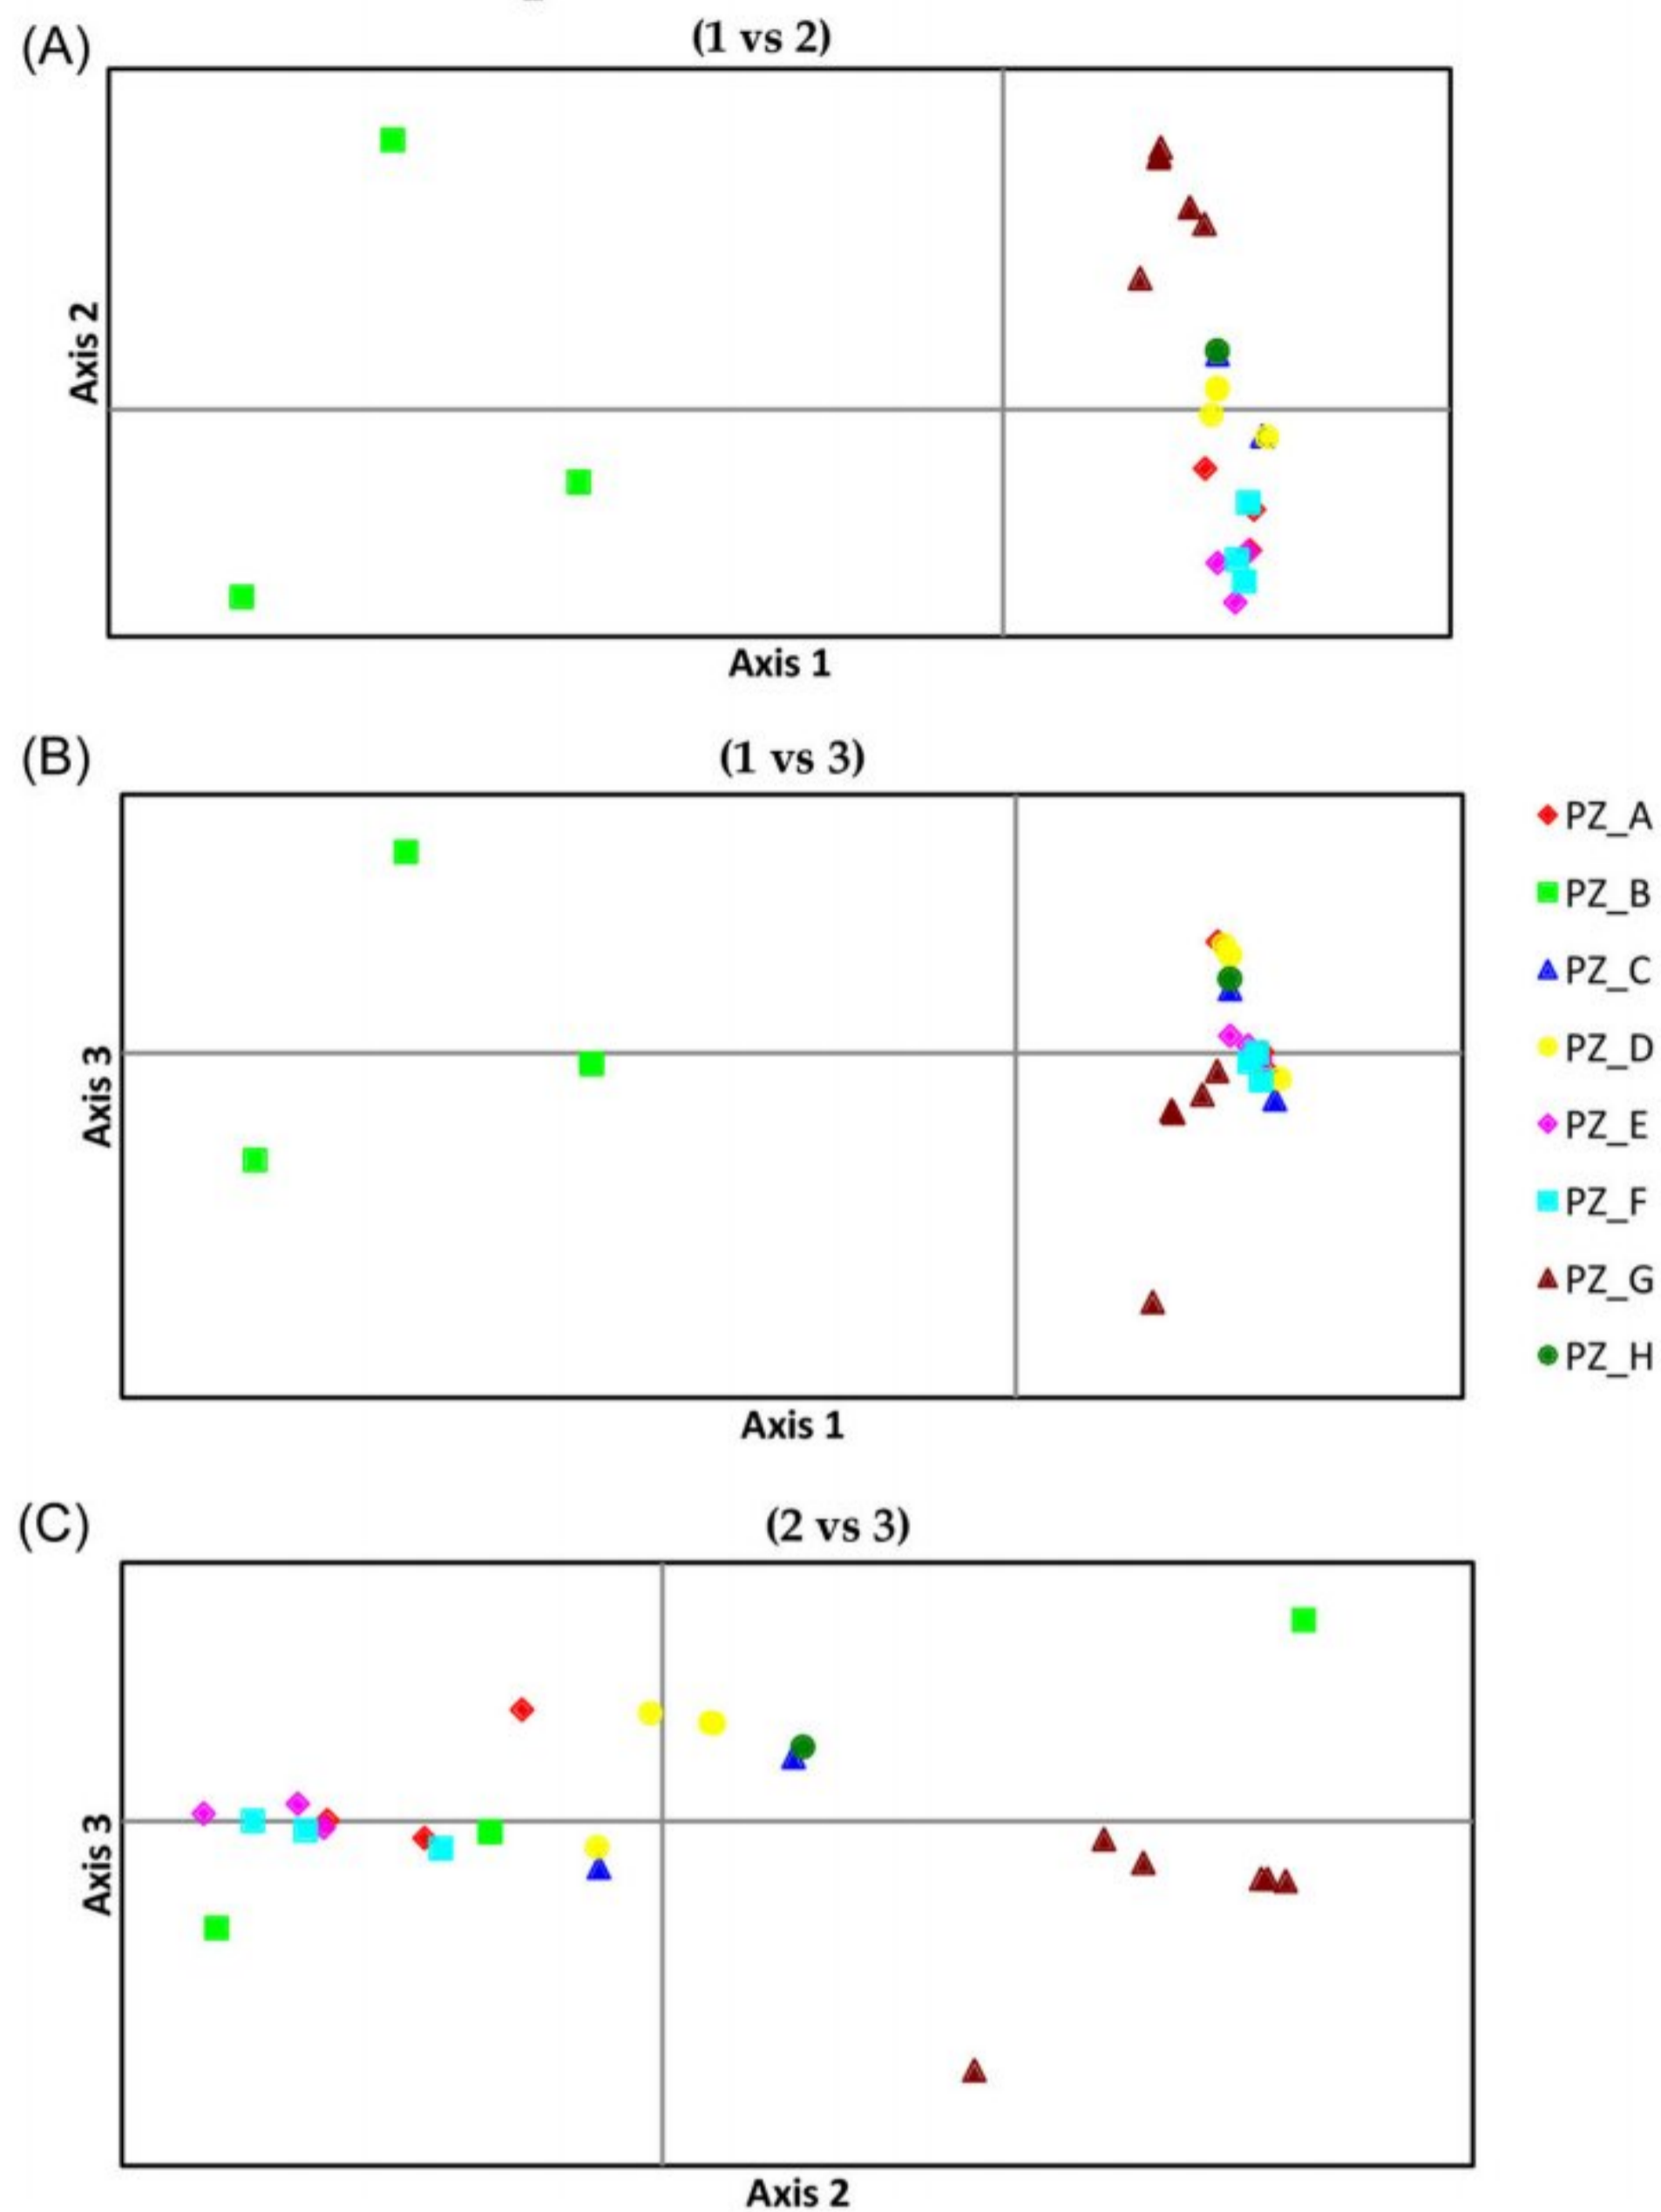 (A)
(1 vs 2)
Axis 2
Axis 1
(B)
(1 vs 3)
Axis 3
Axis 1
PZ_A
PZ_B
PZ_C
PZ_D
PZ_E
PZ_F
PZ_G
PZ_H
(C)
(2 vs 3)
Axis 3
Axis 2